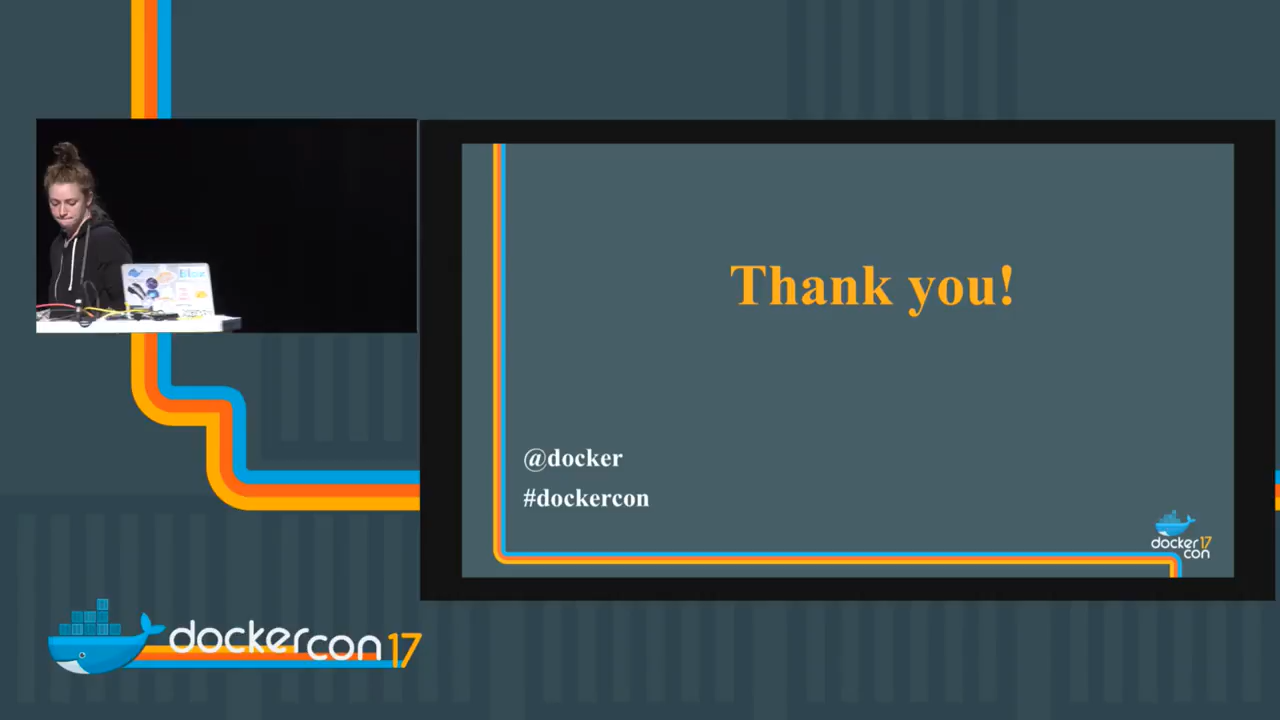 Thank you!
@docker
#dockercon
docker 17
con
dockercon 17